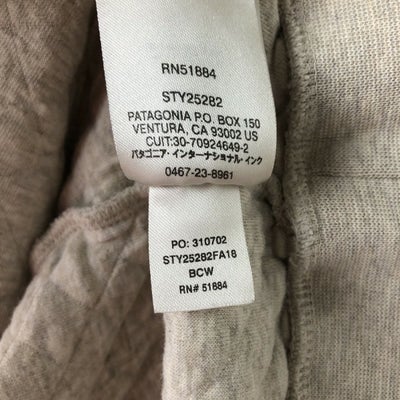 RN51884
STY25282
PATAGONIA P.O. BOX 150
VENTURA, CA 93002 US
CUIT:30-70924649-2
パタゴニア・インターナショナル・インク
0467-23-8961
PO: 310702
STY25282FA18
BCW
RN# 51884